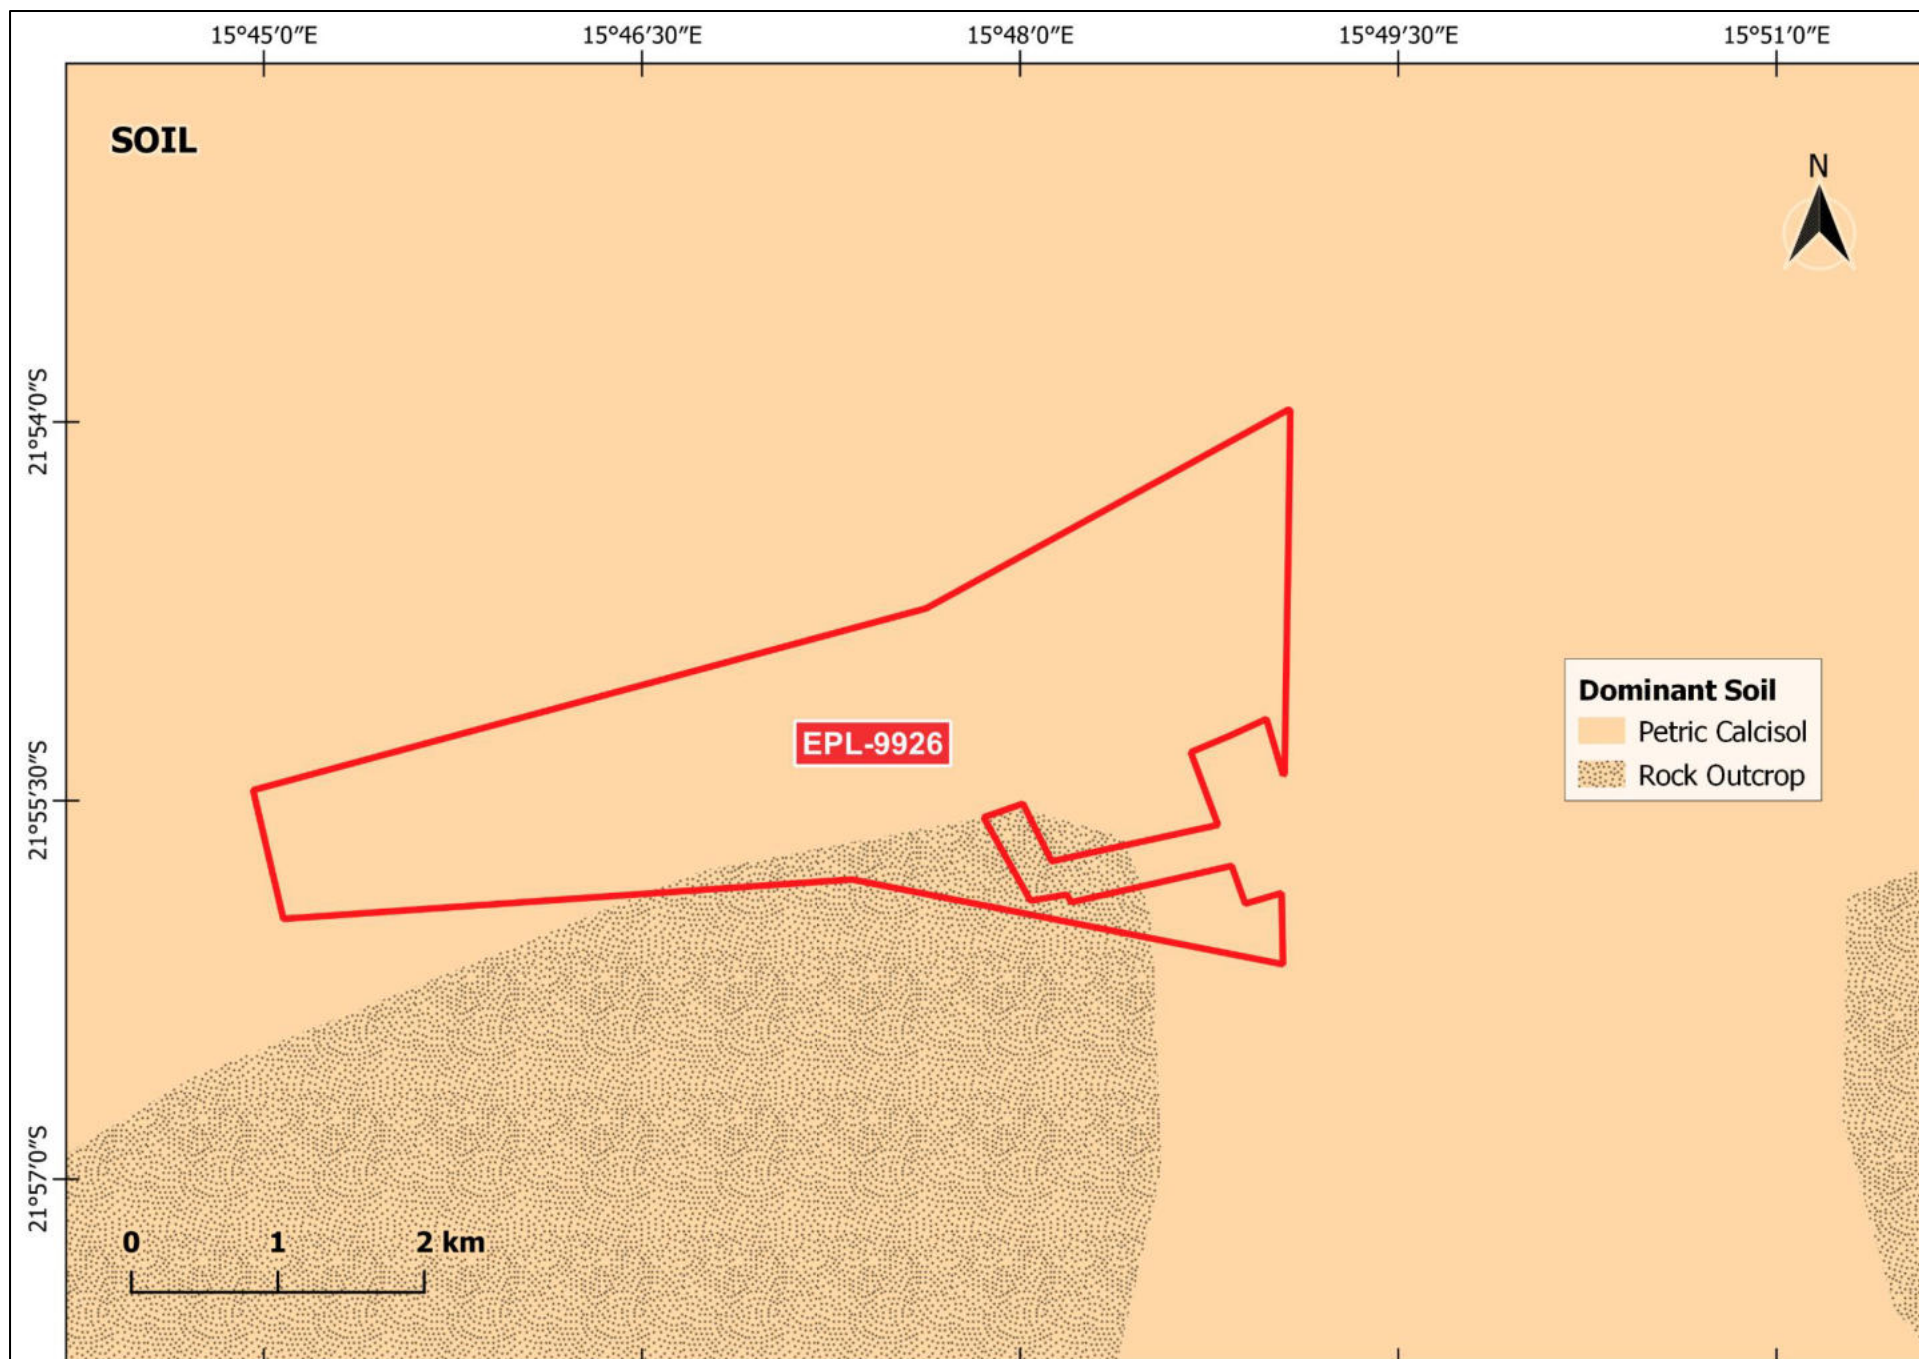 15°45′0″E 15°46′30″E 15°48′0″E 15°49′30″E 15°51′0″E
SOIL
N
21°54′0″S
EPL-9926
Dominant Soil
Petric Calcisol
Rock Outcrop
21°55′30″S
21°57′0″S
0 1 2 km